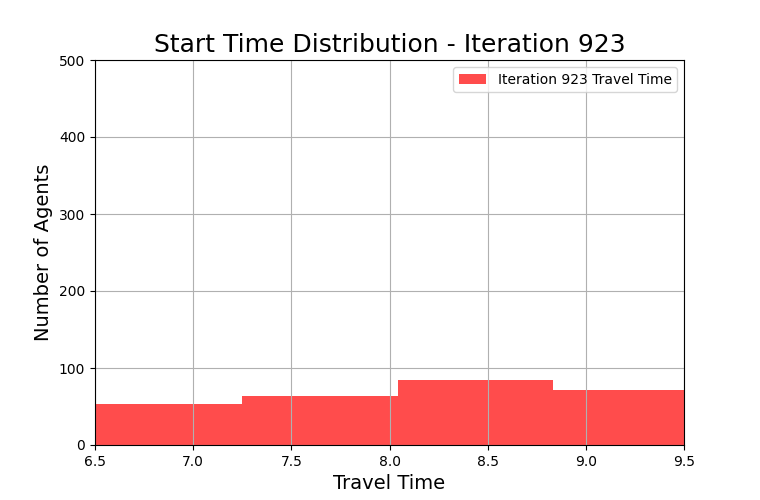 Start Time Distribution - Iteration 923
Iteration 923 Travel Time
Number of Agents
500
400
300
200
100
0
6.5 7.0 7.5 8.0 8.5 9.0 9.5
Travel Time